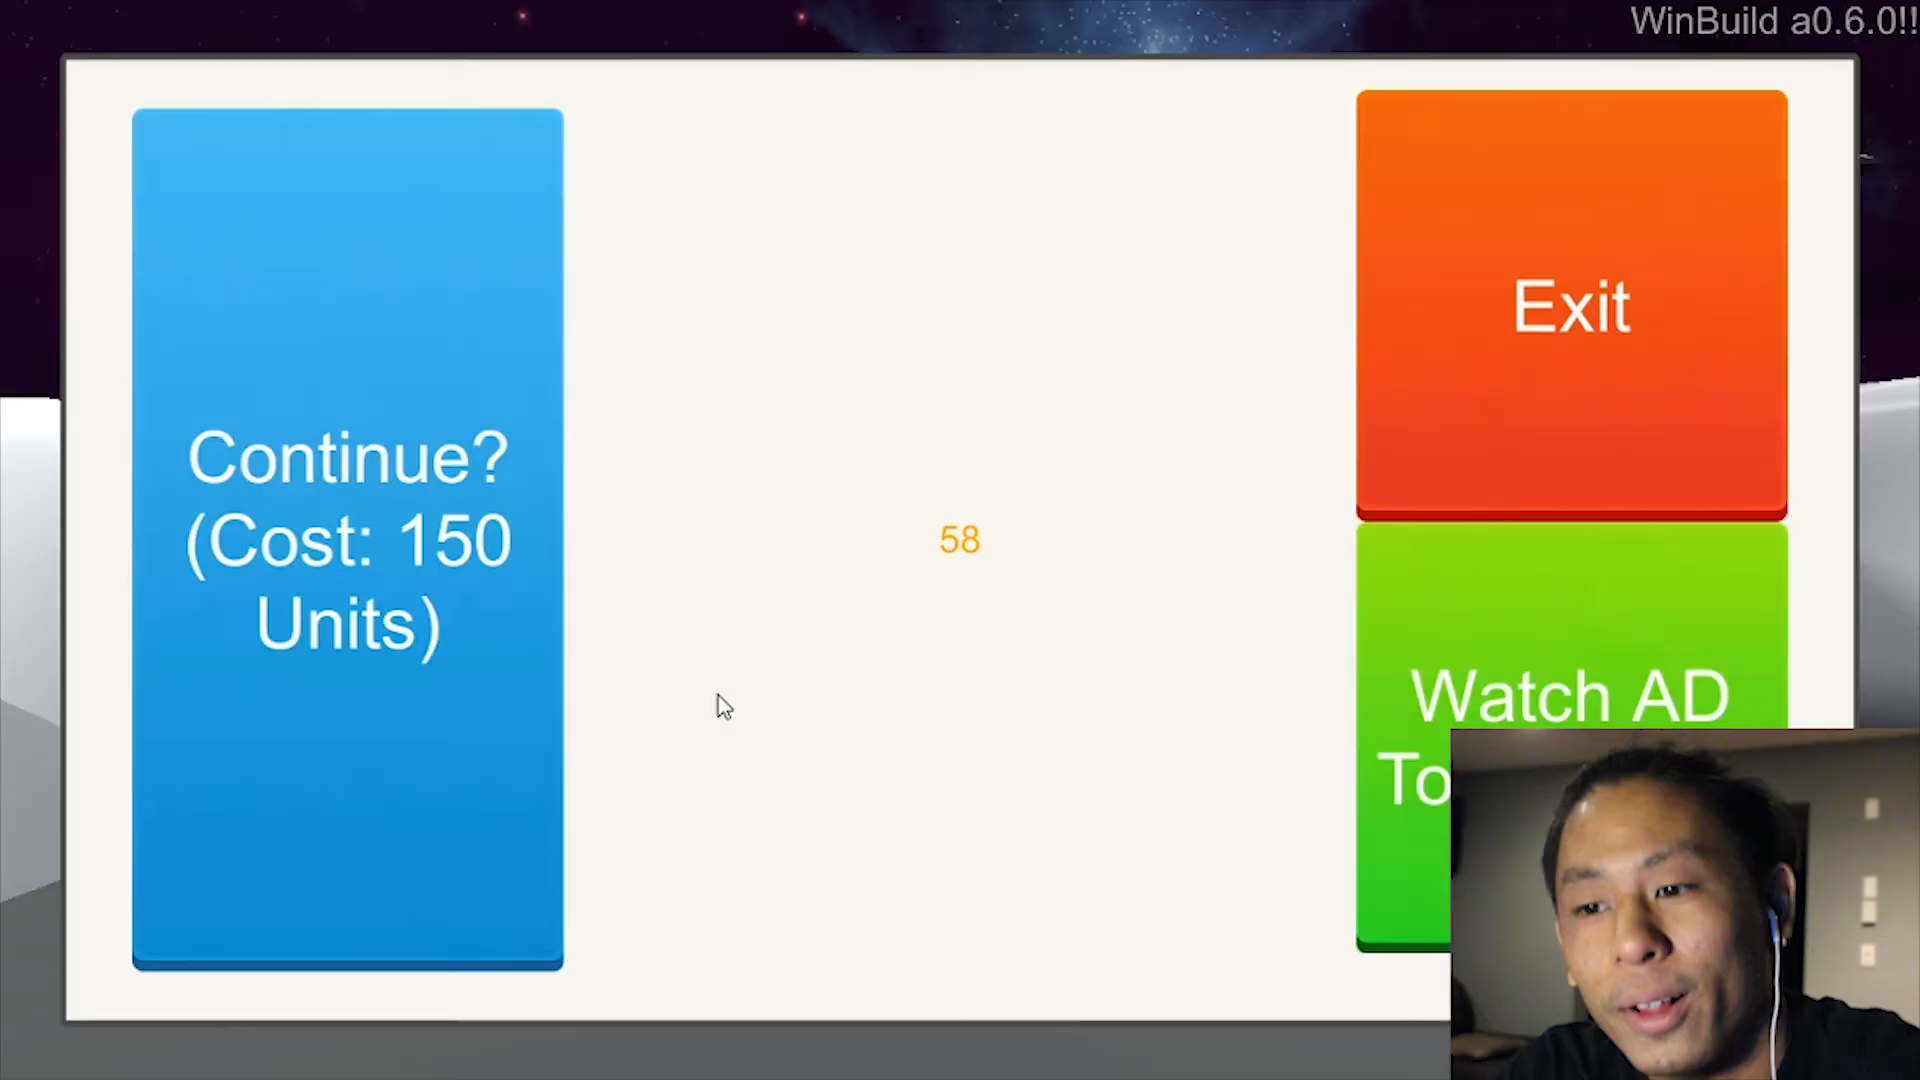 WinBuild a0.6.0!!
Continue?
(Cost: 150
Units)
58
Exit
Watch AD
To